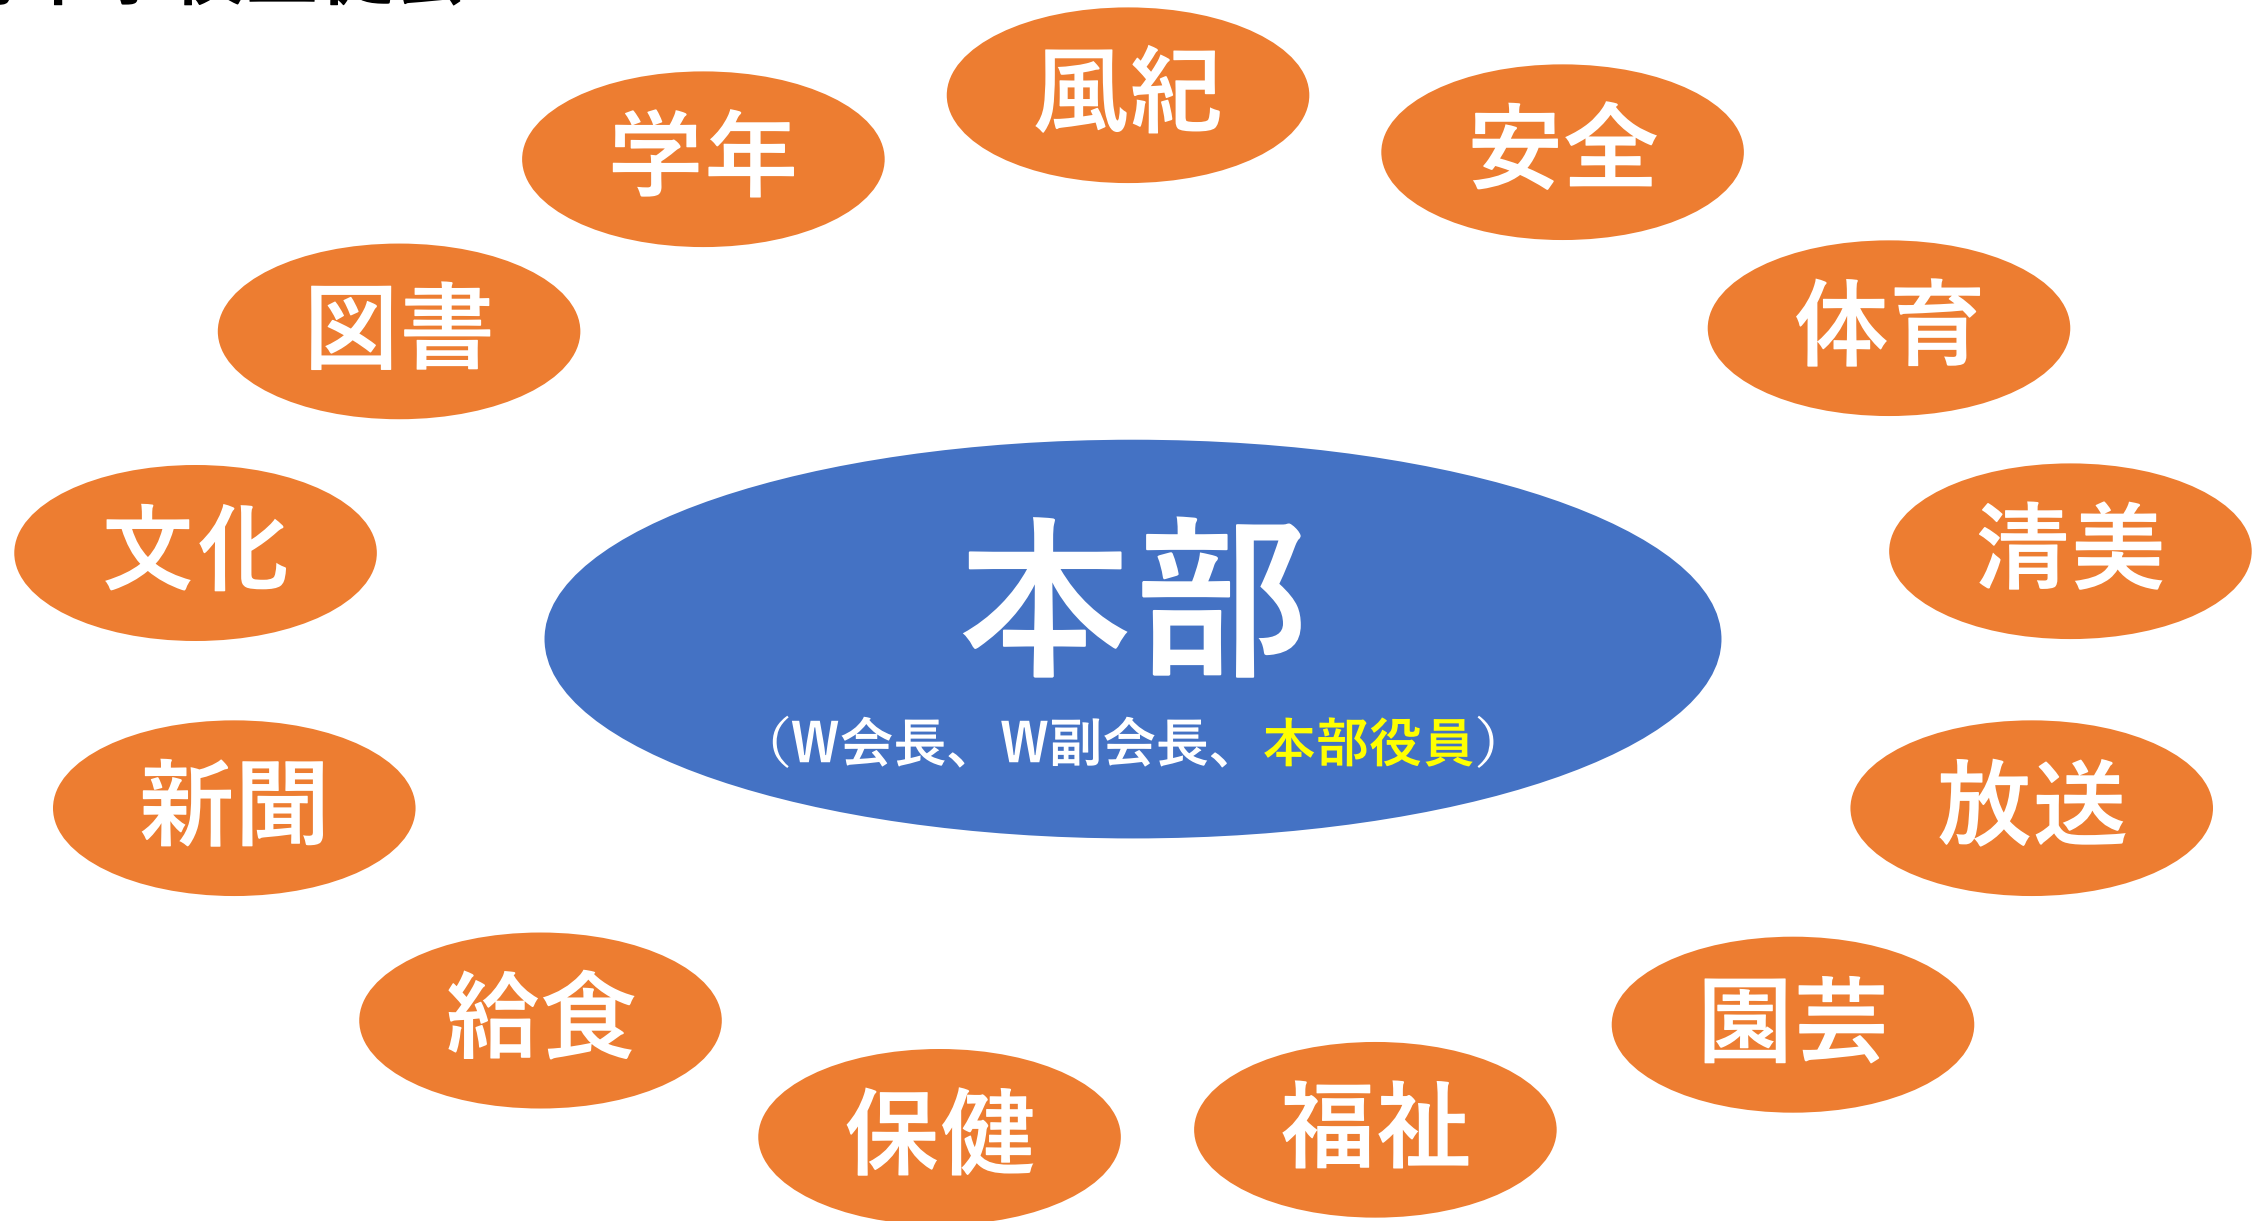 風紀
学年
安全
図書
体育
文化
清美
本部
（W会長、W副会長、本部役員）
新聞
放送
給食
園芸
保健
福祉